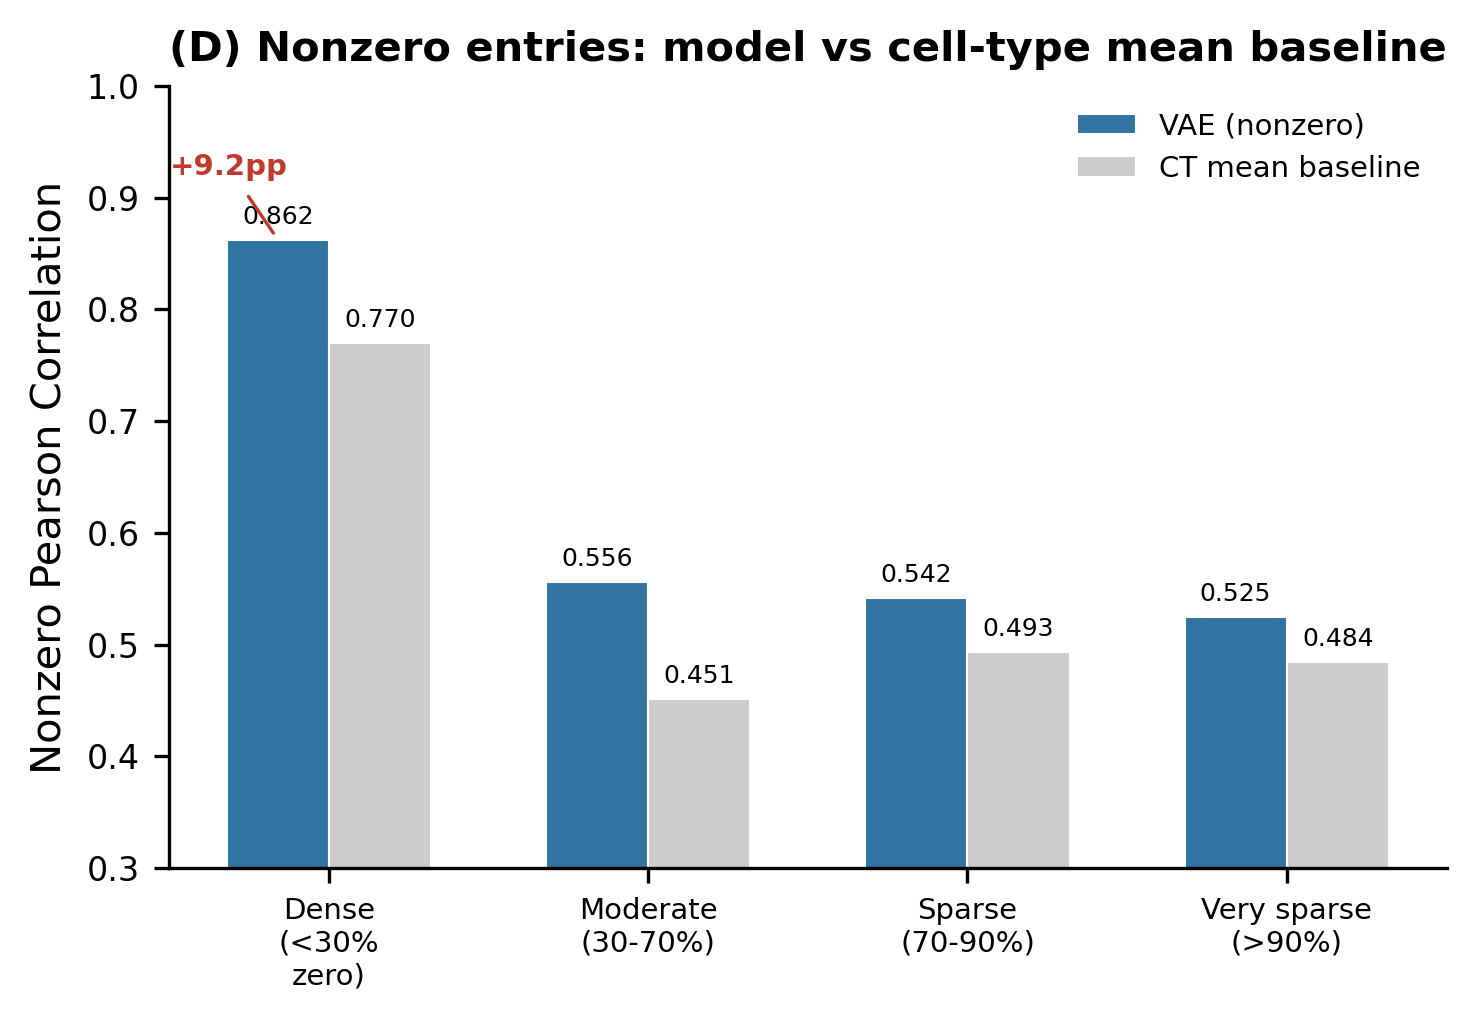 (D) Nonzero entries: model vs cell-type mean baseline
Nonzero Pearson Correlation
1.0
0.9
0.8
0.7
0.6
0.5
0.4
0.3
VAE (nonzero)
CT mean baseline
+9.2pp
0.862
0.770
0.556
0.451
0.542
0.493
0.525
0.484
Dense
(<30%
zero)
Moderate
(30-70%)
Sparse
(70-90%)
Very sparse
(>90%)